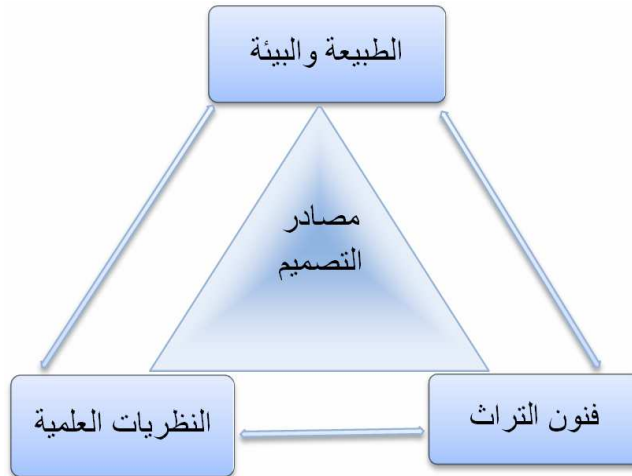 الطبيعة والبيئة
مصادر
التصميم
فنون التراث
النظريات العلمية